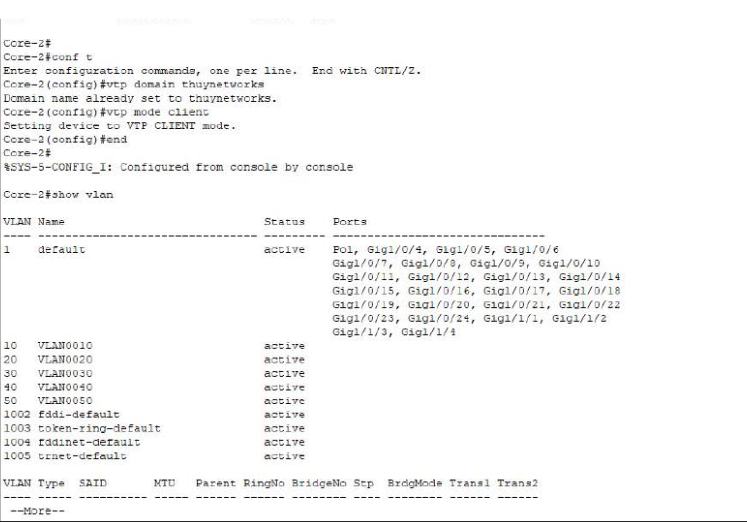 Core-2#
Core-2#conf t
Enter configuration commands, one per line.  End with CNTL/Z.
Core-2(config)#vtp domain thuynetworks
Domain name already set to thuynetworks.
Core-2(config)#vtp mode client
Setting device to VTP CLIENT mode.
Core-2(config)#end
Core-2#
%SYS-5-CONFIG_I: Configured from console by console
Core-2#show vlan
VLAN Name                             Status    Ports
---- -------------------------------- --------- -------------------------------
1    default                          active    Po1, Gig1/0/4, Gig1/0/5, Gig1/0/6
Gig1/0/7, Gig1/0/8, Gig1/0/9, Gig1/0/10
Gig1/0/11, Gig1/0/12, Gig1/0/13, Gig1/0/14
Gig1/0/15, Gig1/0/16, Gig1/0/17, Gig1/0/18
Gig1/0/19, Gig1/0/20, Gig1/0/21, Gig1/0/22
Gig1/0/23, Gig1/0/24, Gig1/1/1, Gig1/1/2
Gig1/1/3, Gig1/1/4
10   VLAN0010                         active
20   VLAN0020                         active
30   VLAN0030                         active
40   VLAN0040                         active
50   VLAN0050                         active
1002 fddi-default                     active
1003 token-ring-default               active
1004 fddinet-default                  active
1005 trnet-default                    active
VLAN Type  SAID       MTU   Parent RingNo BridgeNo Stp  BrdgMode Trans1 Trans2
---- ----- ---------- ----- ------ ------ -------- ---- -------- ------ ------
--More--